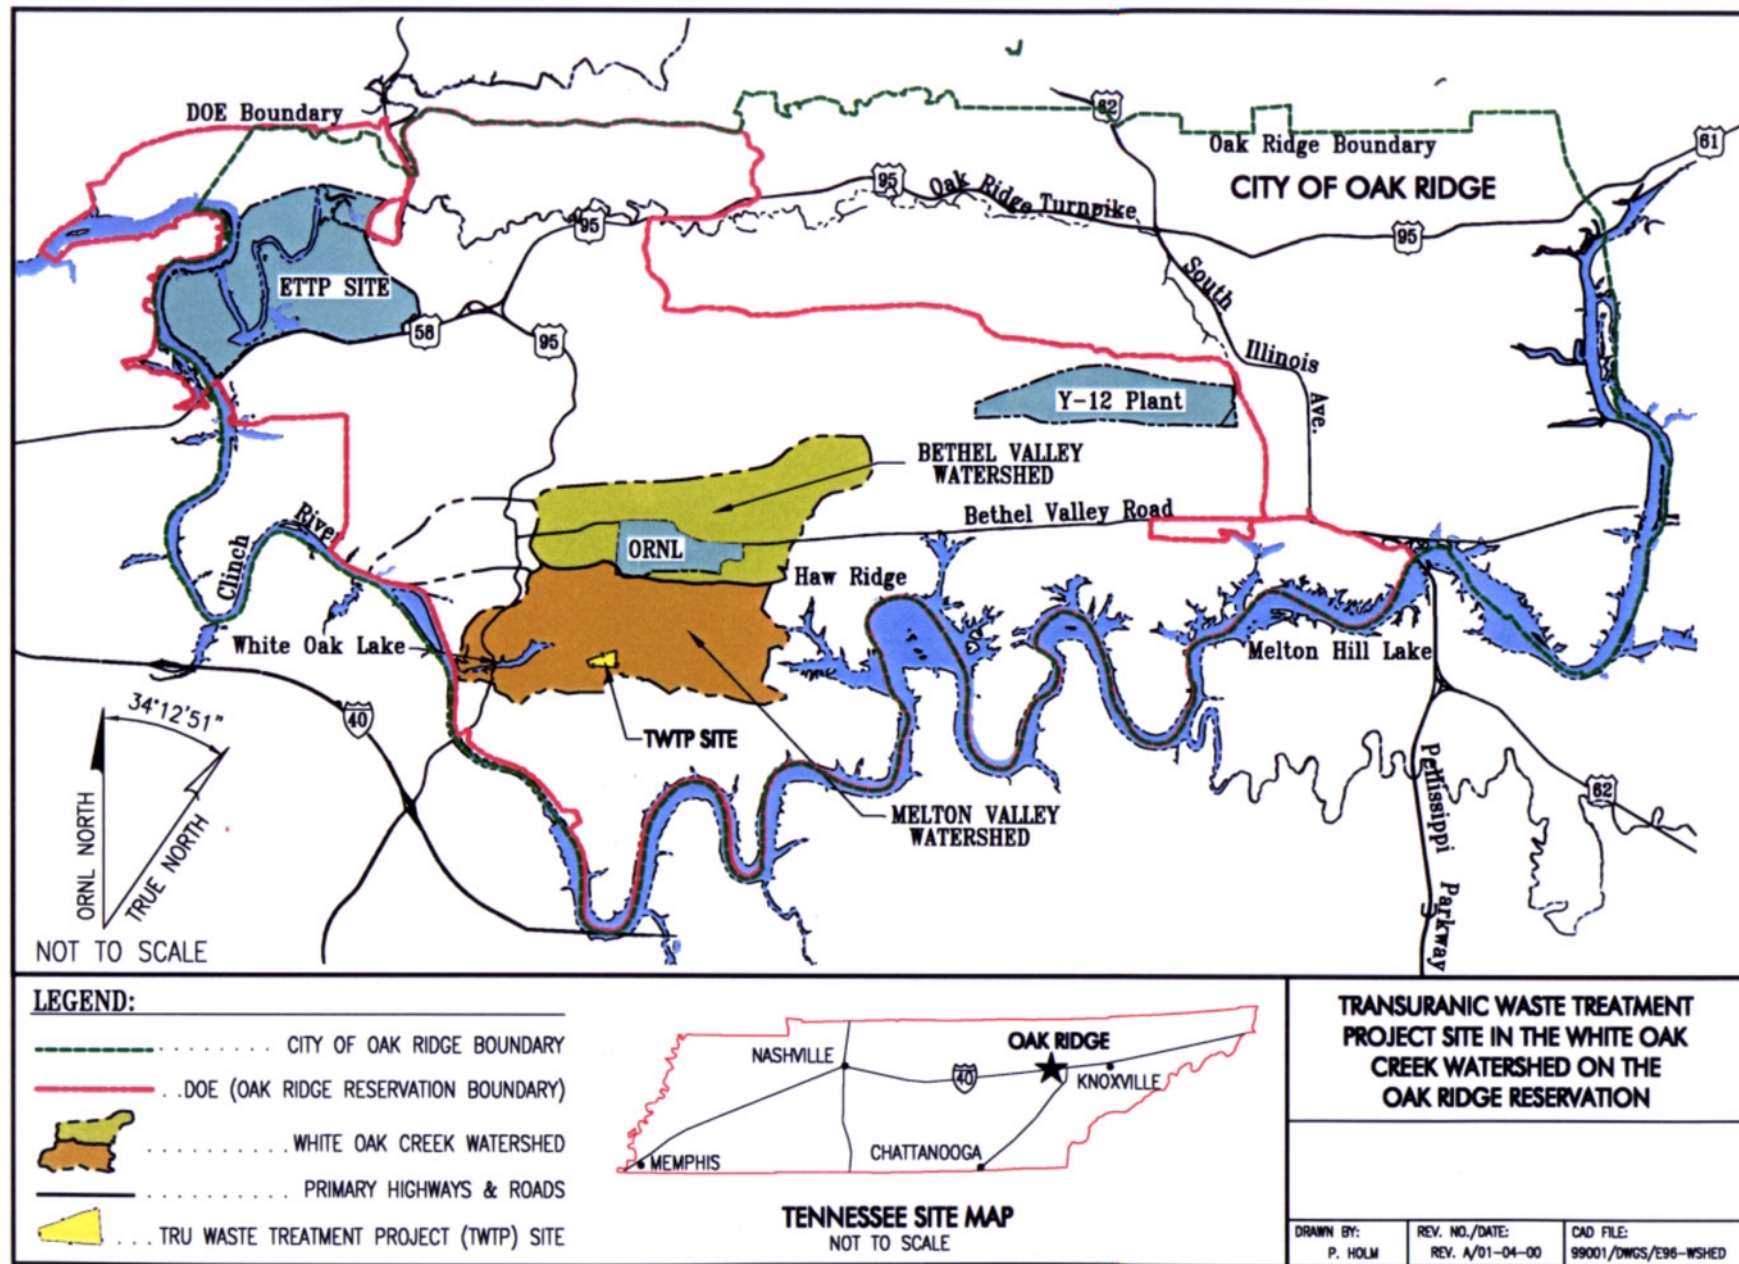 62
DOE Boundary
Oak Ridge Boundary
61
CITY OF OAK RIDGE
95
Oak Ridge Turnpike
95
95
ETTP SITE
South
58
95
Illinois
Ave.
Y-12 Plant
BETHEL VALLEY
WATERSHED
Bethel Valley Road
River
Clinch
ORNL
Haw Ridge
White Oak Lake
Melton Hill Lake
34°12'51"
40
TWTP SITE
Pellissippi
Parkway
62
MELTON VALLEY
WATERSHED
ORNL NORTH
TRUE NORTH
NOT TO SCALE
LEGEND:
CITY OF OAK RIDGE BOUNDARY
DOE (OAK RIDGE RESERVATION BOUNDARY)
WHITE OAK CREEK WATERSHED
PRIMARY HIGHWAYS & ROADS
TRU WASTE TREATMENT PROJECT (TWTP) SITE
NASHVILLE
OAK RIDGE
40
KNOXVILLE
MEMPHIS
CHATTANOOGA
TENNESSEE SITE MAP
NOT TO SCALE
TRANSURANIC WASTE TREATMENT
PROJECT SITE IN THE WHITE OAK
CREEK WATERSHED ON THE
OAK RIDGE RESERVATION
DRAWN BY:
P. HOLM
REV. NO./DATE:
REV. A/01-04-00
CAD FILE:
99001/DWGS/E96-WSHED